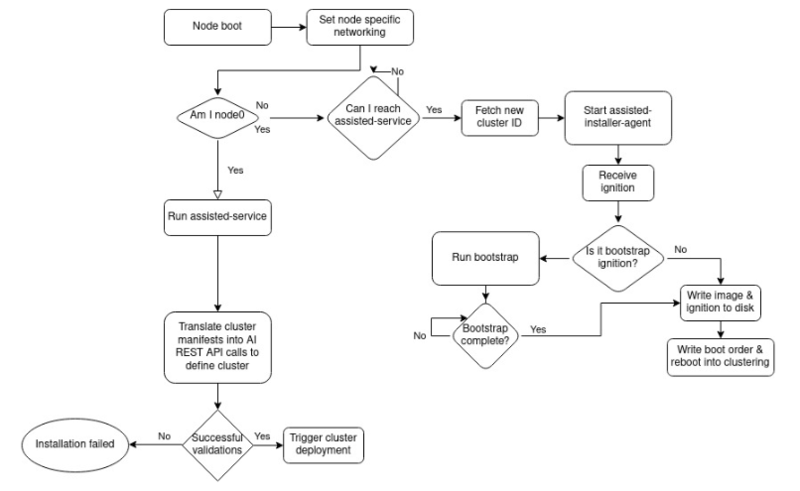 Node boot
Set node specific
networking
No
Am I node0
No
Yes
Can I reach
assisted-service
Yes
Fetch new
cluster ID
Start assisted-
installer-agent
Yes
Receive
ignition
Run assisted-service
Run bootstrap
Is it bootstrap
ignition?
No
Write image &
ignition to disk
Translate cluster
manifests into AI
REST API calls to
define cluster
No
Bootstrap
complete?
Yes
Write boot order &
reboot into clustering
Installation failed
No
Successful
validations
Yes
Trigger cluster
deployment